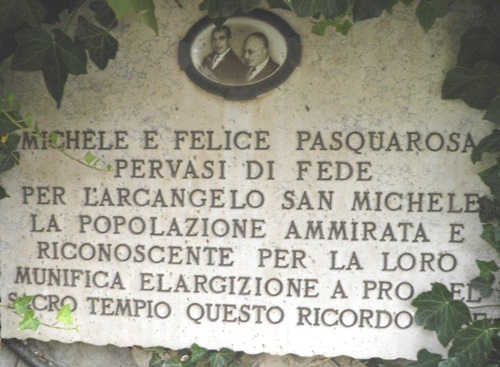 MICHELE E FELICE PASQUAROSA
PERVASI DI FEDE
PER L'ARCANGELO SAN MICHELE
LA POPOLAZIONE AMMIRATA E
RICONOSCENTE PER LA LORO
MUNIFICA ELARGIZIONE A PRO
SACRO TEMPIO QUESTO RICORDO